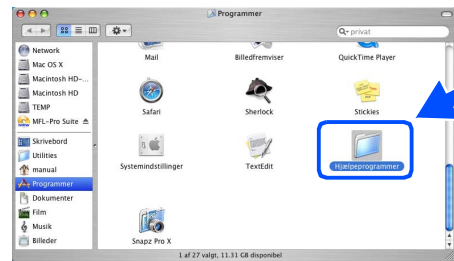 Programmer
privat
Network
Mac OS X
Macintosh HD-...
Macintosh HD
TEMP
MFL-Pro Suite
Skrivebord
Utilities
manual
Programmer
Dokumenter
Film
Musik
Billeder
Mail
Billedfremviser
QuickTime Player
Safari
Sherlock
Stickies
Systemindstillinger
TextEdit
Hjælpeprogrammer
Snapz Pro X
1 af 27 valgt, 11.31 GB disponibel